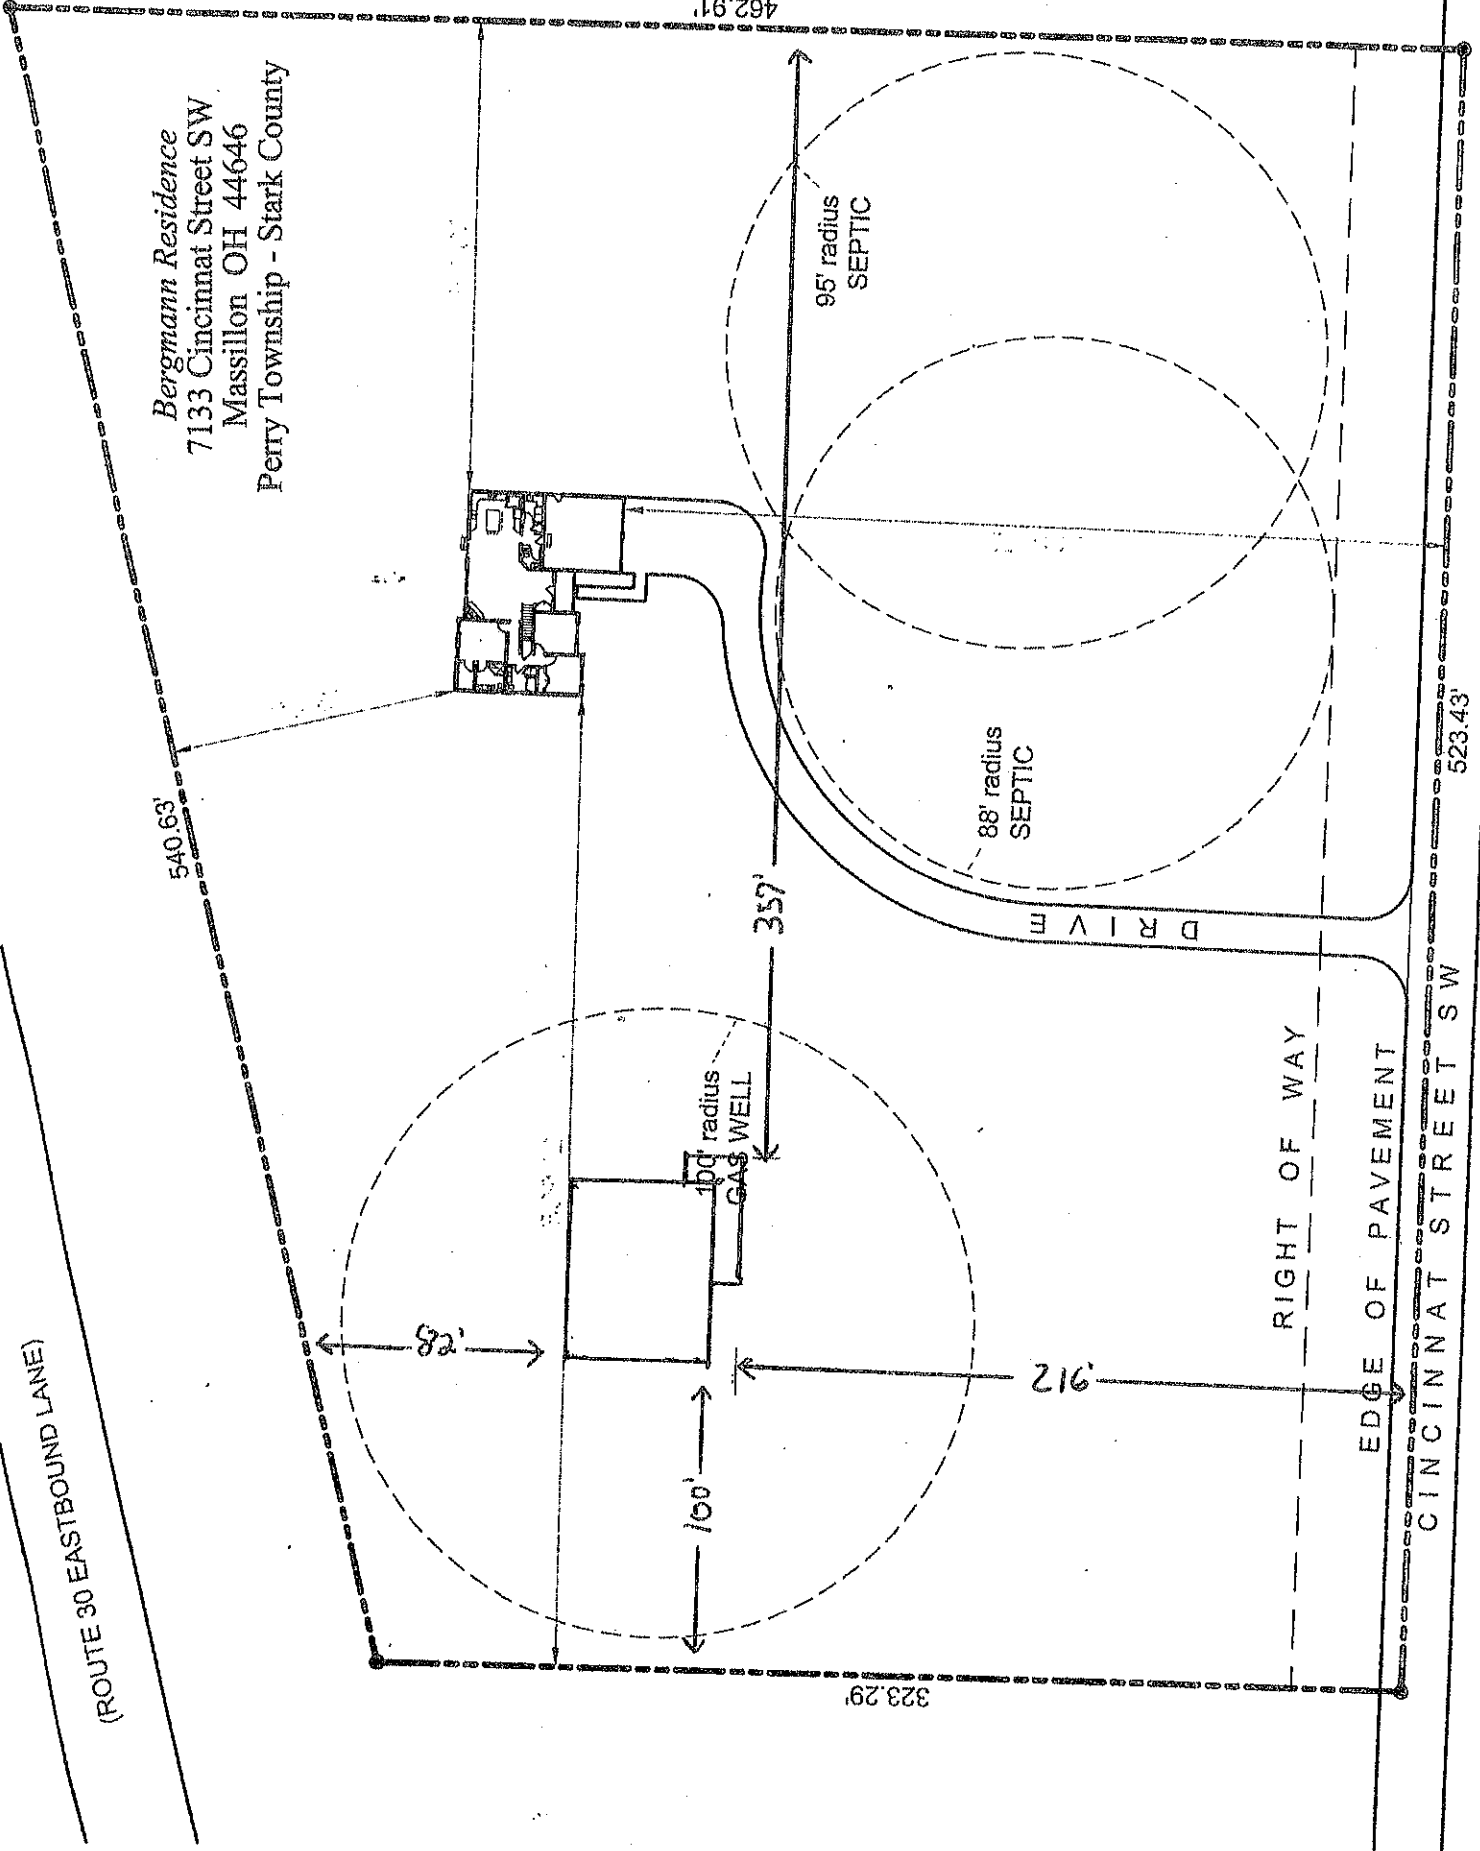 (ROUTE 30 EASTBOUND LANE)
540.63'
Bergmann Residence
7133 Cincinnat Street SW
Massillon OH 44646
Perry Township - Stark County
462.91'
95' radius
SEPTIC
88' radius
SEPTIC
357'
100' radius
GAS WELL
82'
100'
216'
323.29'
DRIVE
RIGHT OF WAY
EDGE OF PAVEMENT
CINCINNAT STREET SW
523.43'